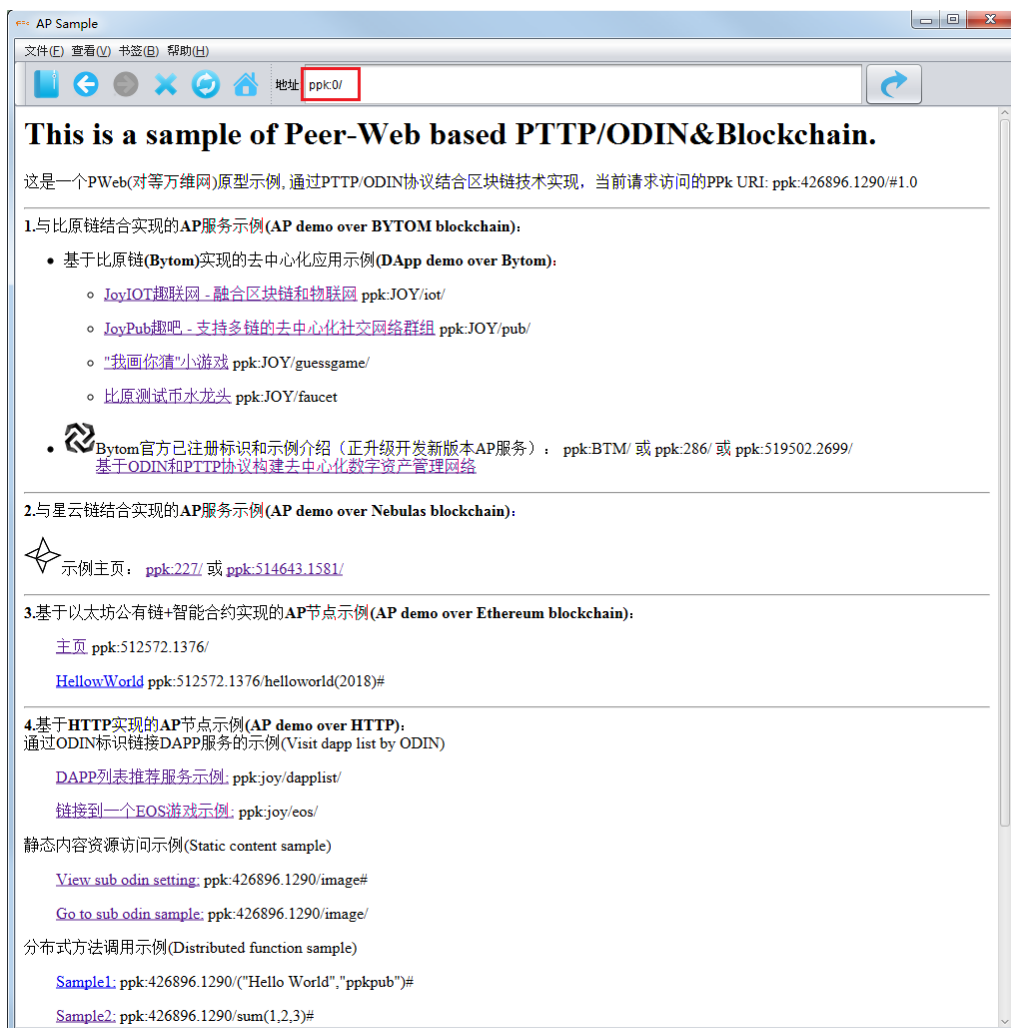 AP Sample
文件(F) 查看(V) 书签(B) 帮助(H)
地址 ppk:0/
This is a sample of Peer-Web based PTTP/ODIN&Blockchain.
这是一个PWeb(对等万维网)原型示例, 通过PTTP/ODIN协议结合区块链技术实现，当前请求访问的PPk URI: ppk:426896.1290/#1.0
1.与比原链结合实现的AP服务示例(AP demo over BYTOM blockchain)：
• 基于比原链(Bytom)实现的去中心化应用示例(DApp demo over Bytom)：
○ JoyIOT趣联网 - 融合区块链和物联网 ppk:JOY/iot/
○ JoyPub趣吧 - 支持多链的去中心化社交网络群组 ppk:JOY/pub/
○ "我画你猜"小游戏 ppk:JOY/guessgame/
○ 比原测试币水龙头 ppk:JOY/faucet
• Bytom官方已注册标识和示例介绍（正升级开发新版本AP服务）： ppk:BTM/ 或 ppk:286/ 或 ppk:519502.2699/
基于ODIN和PTTP协议构建去中心化数字资产管理网络
2.与星云链结合实现的AP服务示例(AP demo over Nebulas blockchain)：
示例主页： ppk:227/ 或 ppk:514643.1581/
3.基于以太坊公有链+智能合约实现的AP节点示例(AP demo over Ethereum blockchain)：
主页 ppk:512572.1376/
HellowWorld ppk:512572.1376/helloworld(2018)#
4.基于HTTP实现的AP节点示例(AP demo over HTTP)：
通过ODIN标识链接DAPP服务的示例(Visit dapp list by ODIN)
DAPP列表推荐服务示例: ppk:joy/dapplist/
链接到一个EOS游戏示例: ppk:joy/eos/
静态内容资源访问示例(Static content sample)
View sub odin setting: ppk:426896.1290/image#
Go to sub odin sample: ppk:426896.1290/image/
分布式方法调用示例(Distributed function sample)
Sample1: ppk:426896.1290/("Hello World","ppkpub")#
Sample2: ppk:426896.1290/sum(1,2,3)#